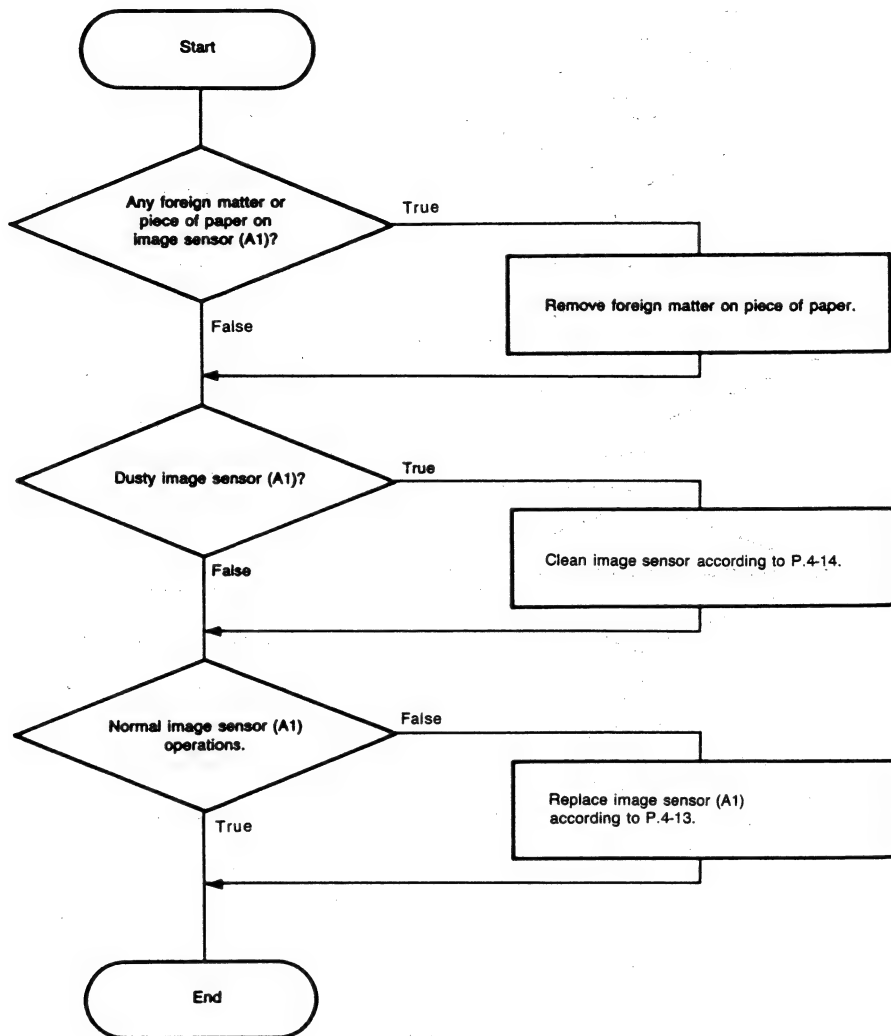 Start
Any foreign matter or
piece of paper on
image sensor (A1)?
True
Remove foreign matter on piece of paper.
False
Dusty image sensor (A1)?
True
Clean image sensor according to P.4-14.
False
Normal image sensor (A1)
operations.
False
Replace image sensor (A1)
according to P.4-13.
True
End